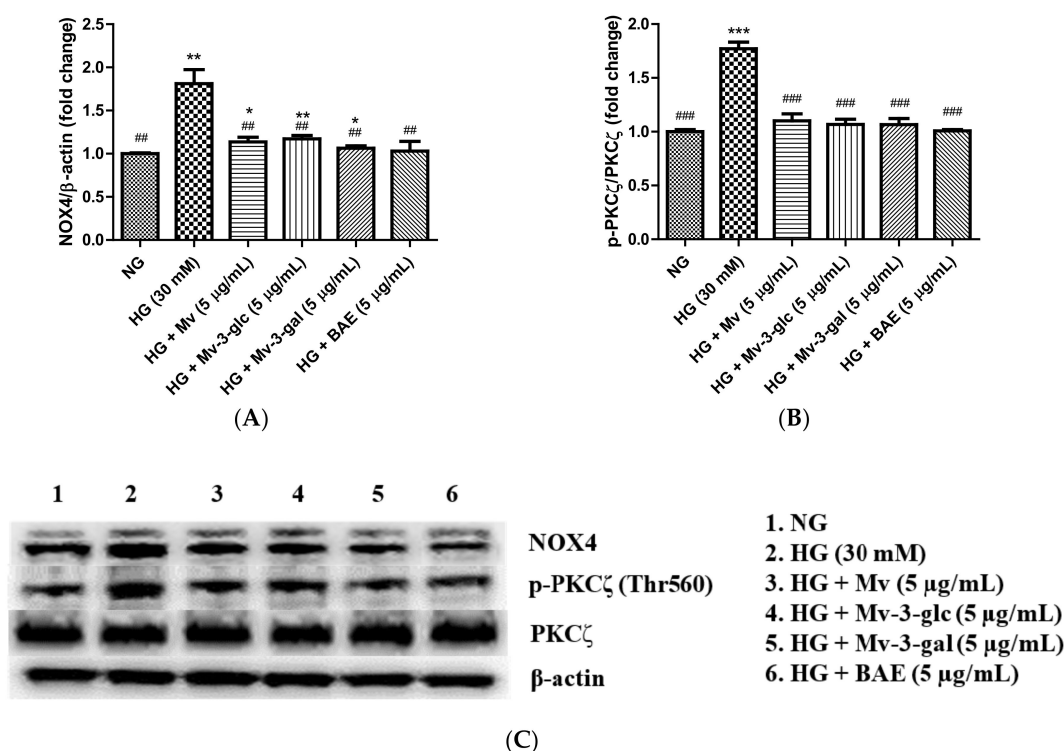 NOX4/β-actin (fold change)
2.5
2.0
1.5
1.0
0.5
0.0
##
**
*
##
**
##
*
##
##
NG
HG (30 mM)
HG + Mv (5 μg/mL)
HG + Mv-3-glc (5 μg/mL)
HG + Mv-3-gal (5 μg/mL)
HG + BAE (5 μg/mL)
(A)
p-PKCζ/PKCζ (fold change)
2.0
1.5
1.0
0.5
0.0
###
***
###
###
###
###
NG
HG (30 mM)
HG + Mv (5 μg/mL)
HG + Mv-3-glc (5 μg/mL)
HG + Mv-3-gal (5 μg/mL)
HG + BAE (5 μg/mL)
(B)
1 2 3 4 5 6
NOX4
p-PKCζ (Thr560)
PKCζ
β-actin
1. NG
2. HG (30 mM)
3. HG + Mv (5 μg/mL)
4. HG + Mv-3-glc (5 μg/mL)
5. HG + Mv-3-gal (5 μg/mL)
6. HG + BAE (5 μg/mL)
(C)